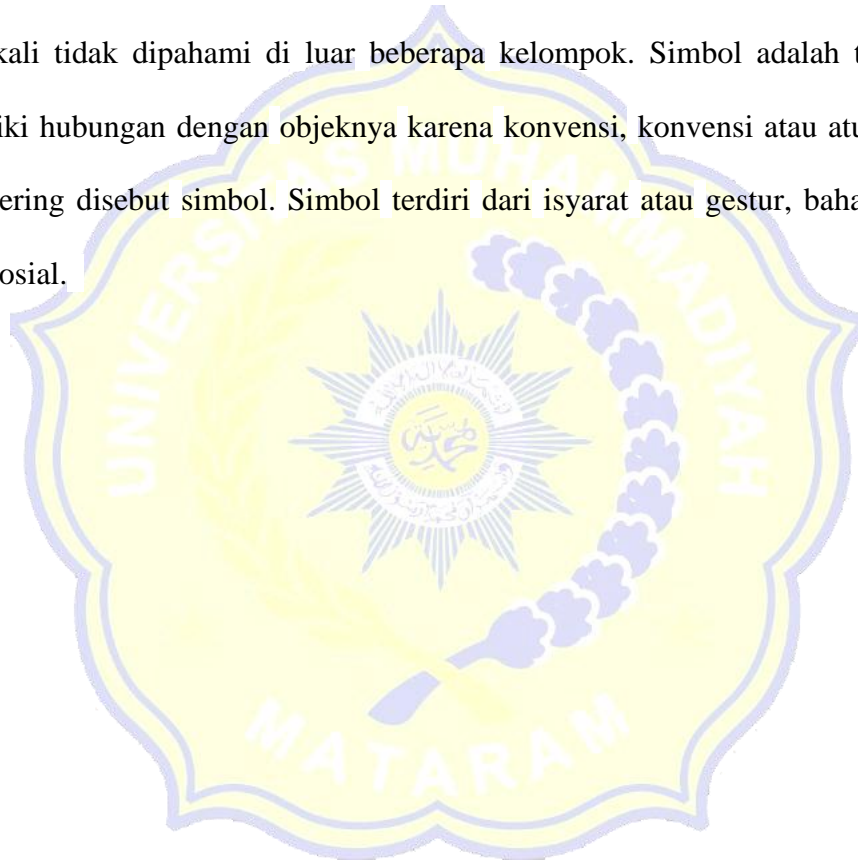 kali tidak dipahami di luar beberapa kelompok. Simbol adalah t
iki hubungan dengan objeknya karena konvensi, konvensi atau atu
ering disebut simbol. Simbol terdiri dari isyarat atau gestur, baha
osial.
UNIVERSITAS MUHAMMADIYAH
MATARAM